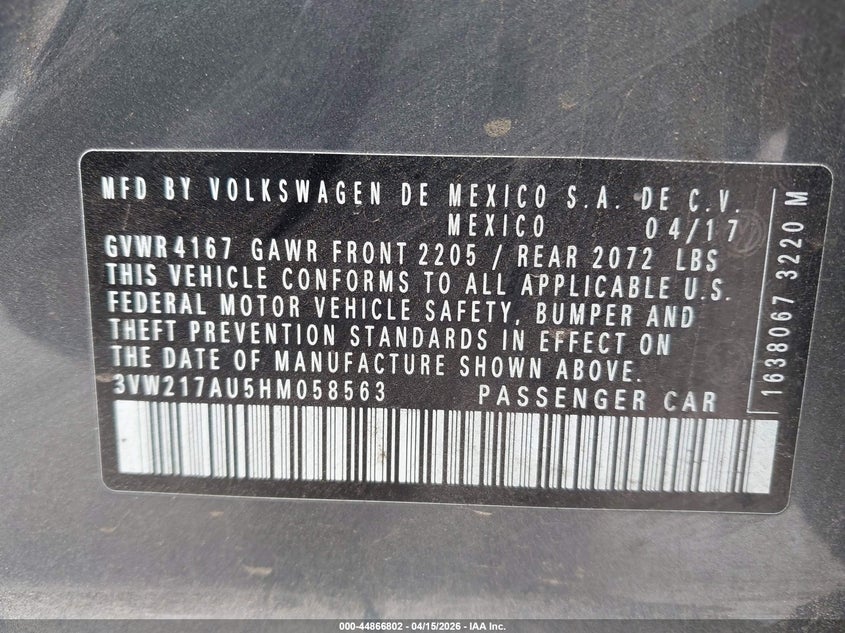 MFD BY VOLKSWAGEN DE MEXICO S.A. DE C.V.
MEXICO 04/17
GVWR4167 GAWR FRONT 2205 / REAR 2072 LBS
THIS VEHICLE CONFORMS TO ALL APPLICABLE U.S.
FEDERAL MOTOR VEHICLE SAFETY, BUMPER AND
THEFT PREVENTION STANDARDS IN EFFECT ON
THE DATE OF MANUFACTURE SHOWN ABOVE.
3VW217AU5HM058563 PASSENGER CAR
1638067 3220 M
000-44866802 - 04/15/2026 - IAA Inc.